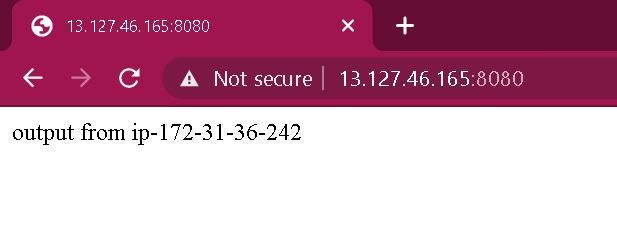 13.127.46.165:8080
Not secure | 13.127.46.165:8080
output from ip-172-31-36-242